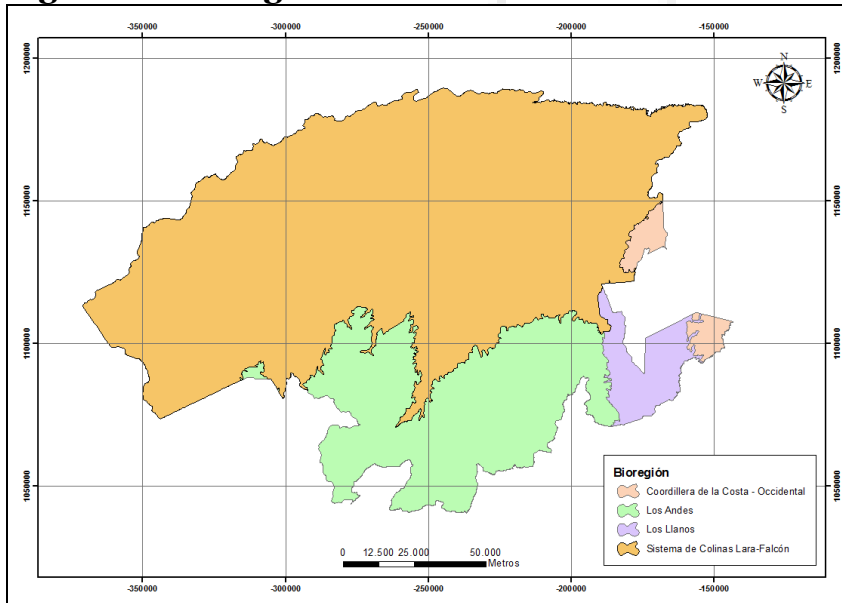 -350000 -300000 -250000 -200000 -150000
1200000 1200000
N
W E
S
1150000 1150000
1100000 1100000
1050000 1050000
Bioregión
Coordillera de la Costa - Occidental
Los Andes
Los Llanos
Sistema de Colinas Lara-Falcón
0 12.500 25.000 50.000
Metros
-350000 -300000 -250000 -200000 -150000